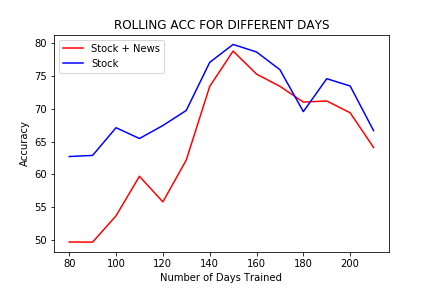 ROLLING ACC FOR DIFFERENT DAYS
Stock + News
Stock
Accuracy
80
75
70
65
60
55
50
80 100 120 140 160 180 200
Number of Days Trained